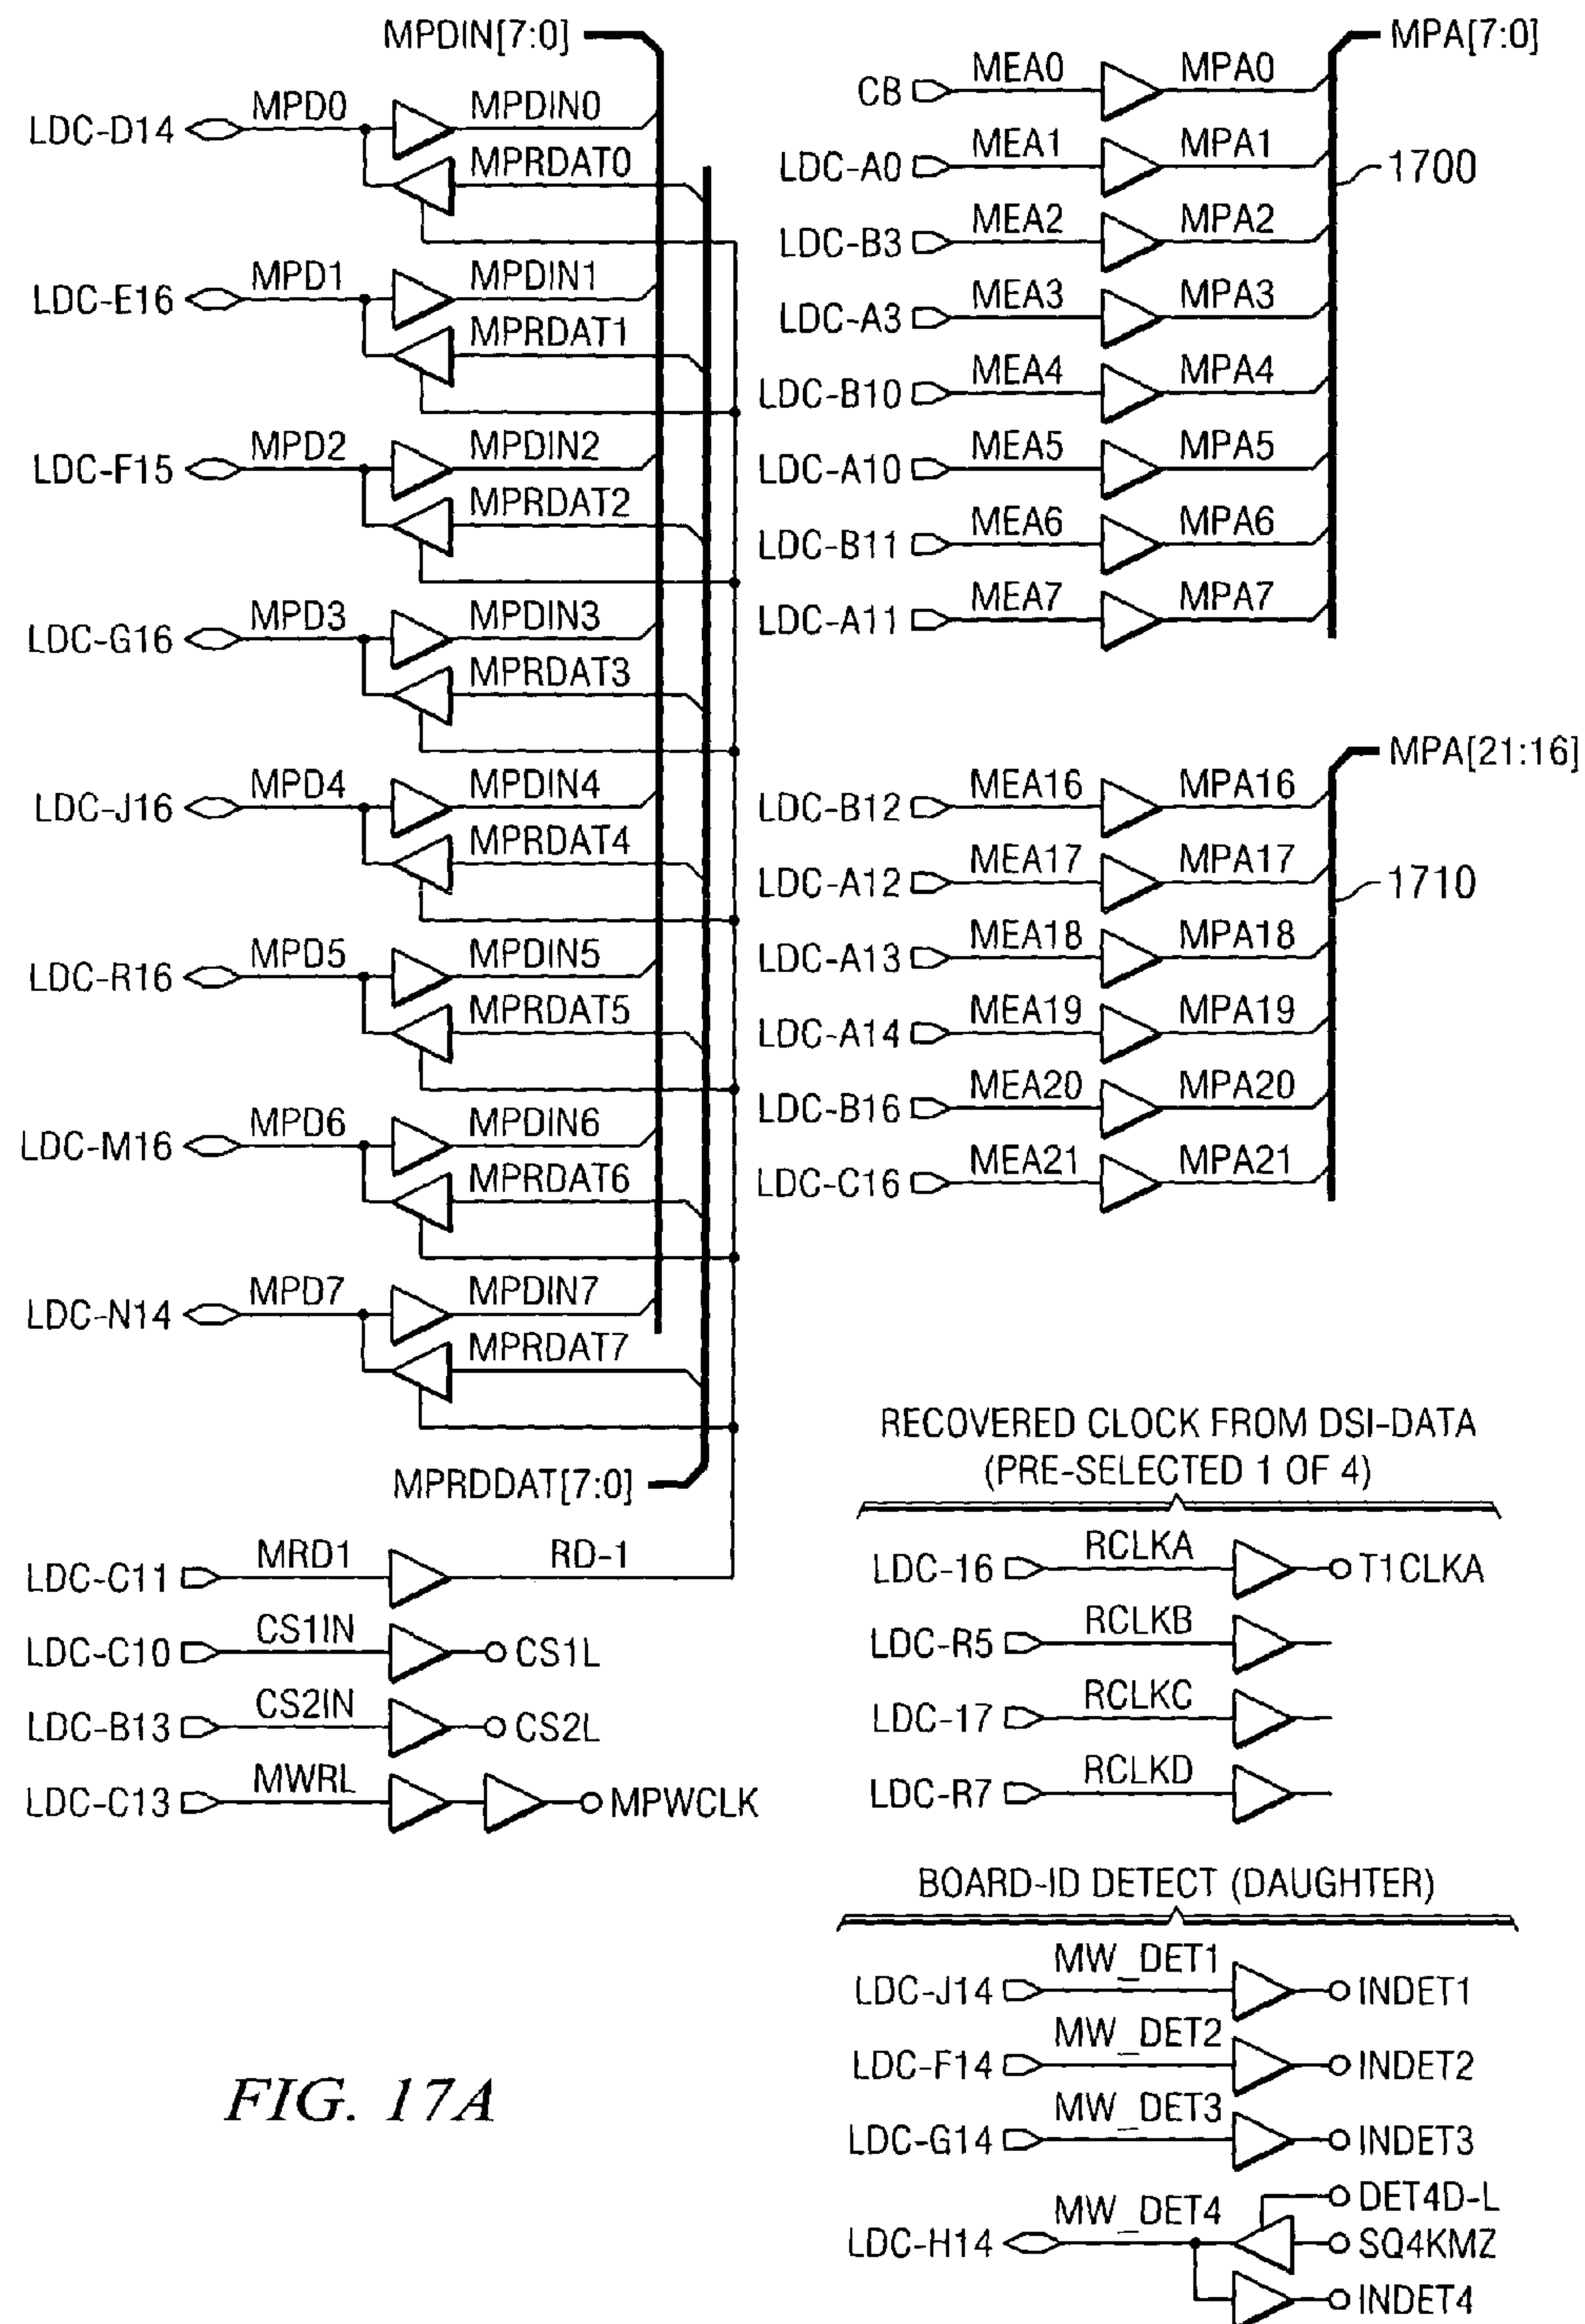 MPDIN[7:0]
LDC-D14 MPD0 MPDIN0
MPRDAT0
LDC-E16 MPD1 MPDIN1
MPRDAT1
LDC-F15 MPD2 MPDIN2
MPRDAT2
LDC-G16 MPD3 MPDIN3
MPRDAT3
LDC-J16 MPD4 MPDIN4
MPRDAT4
LDC-R16 MPD5 MPDIN5
MPRDAT5
LDC-M16 MPD6 MPDIN6
MPRDAT6
LDC-N14 MPD7 MPDIN7
MPRDAT7
MPRDDAT[7:0]
LDC-C11 MRD1 RD-1
LDC-C10 CS1IN CS1L
LDC-B13 CS2IN CS2L
LDC-C13 MWRL MPWCLK
MPA[7:0]
CB MEA0 MPA0
LDC-A0 MEA1 MPA1
1700
LDC-B3 MEA2 MPA2
LDC-A3 MEA3 MPA3
LDC-B10 MEA4 MPA4
LDC-A10 MEA5 MPA5
LDC-B11 MEA6 MPA6
LDC-A11 MEA7 MPA7
MPA[21:16]
LDC-B12 MEA16 MPA16
LDC-A12 MEA17 MPA17
1710
LDC-A13 MEA18 MPA18
LDC-A14 MEA19 MPA19
LDC-B16 MEA20 MPA20
LDC-C16 MEA21 MPA21
RECOVERED CLOCK FROM DSI-DATA
(PRE-SELECTED 1 OF 4)
LDC-16 RCLKA T1CLKA
LDC-R5 RCLKB
LDC-17 RCLKC
LDC-R7 RCLKD
BOARD-ID DETECT (DAUGHTER)
LDC-J14 MW_DET1 INDET1
LDC-F14 MW_DET2 INDET2
LDC-G14 MW_DET3 INDET3
DET4D-L
LDC-H14 MW_DET4 SQ4KMZ
INDET4
FIG. 17A